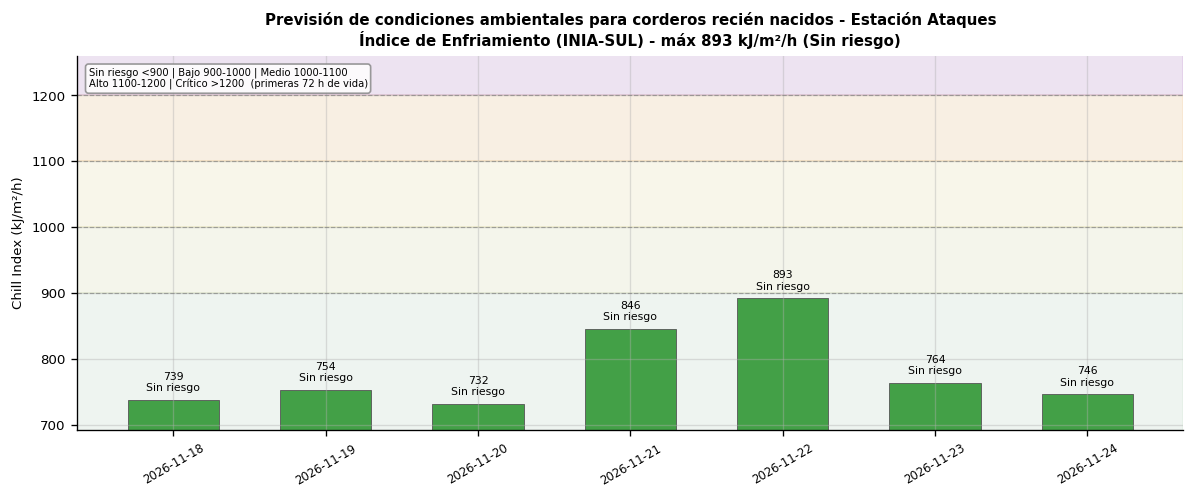 Previsión de condiciones ambientales para corderos recién nacidos - Estación Ataques
Índice de Enfriamiento (INIA-SUL) - máx 893 kJ/m²/h (Sin riesgo)
Sin riesgo <900 | Bajo 900-1000 | Medio 1000-1100
Alto 1100-1200 | Crítico >1200  (primeras 72 h de vida)
Chill Index (kJ/m²/h)
1200
1100
1000
900
800
700
739
Sin riesgo
754
Sin riesgo
732
Sin riesgo
846
Sin riesgo
893
Sin riesgo
764
Sin riesgo
746
Sin riesgo
2026-11-18
2026-11-19
2026-11-20
2026-11-21
2026-11-22
2026-11-23
2026-11-24